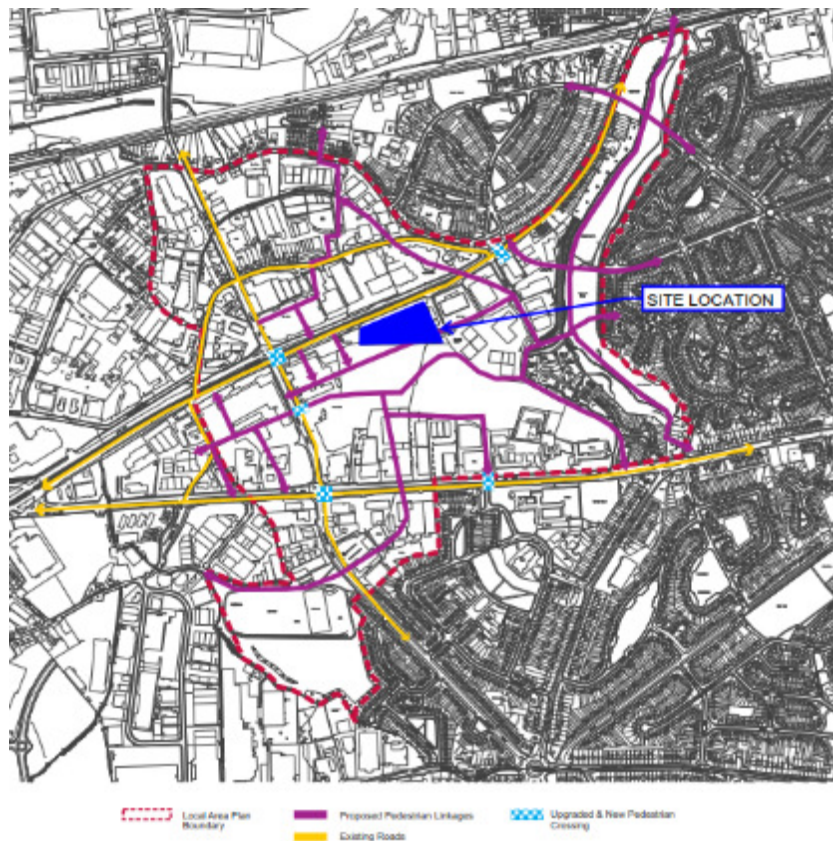 SITE LOCATION
Local Area Plan
Boundary
Proposed Pedestrian Linkages
Existing Roads
Upgraded & New Pedestrian
Crossing